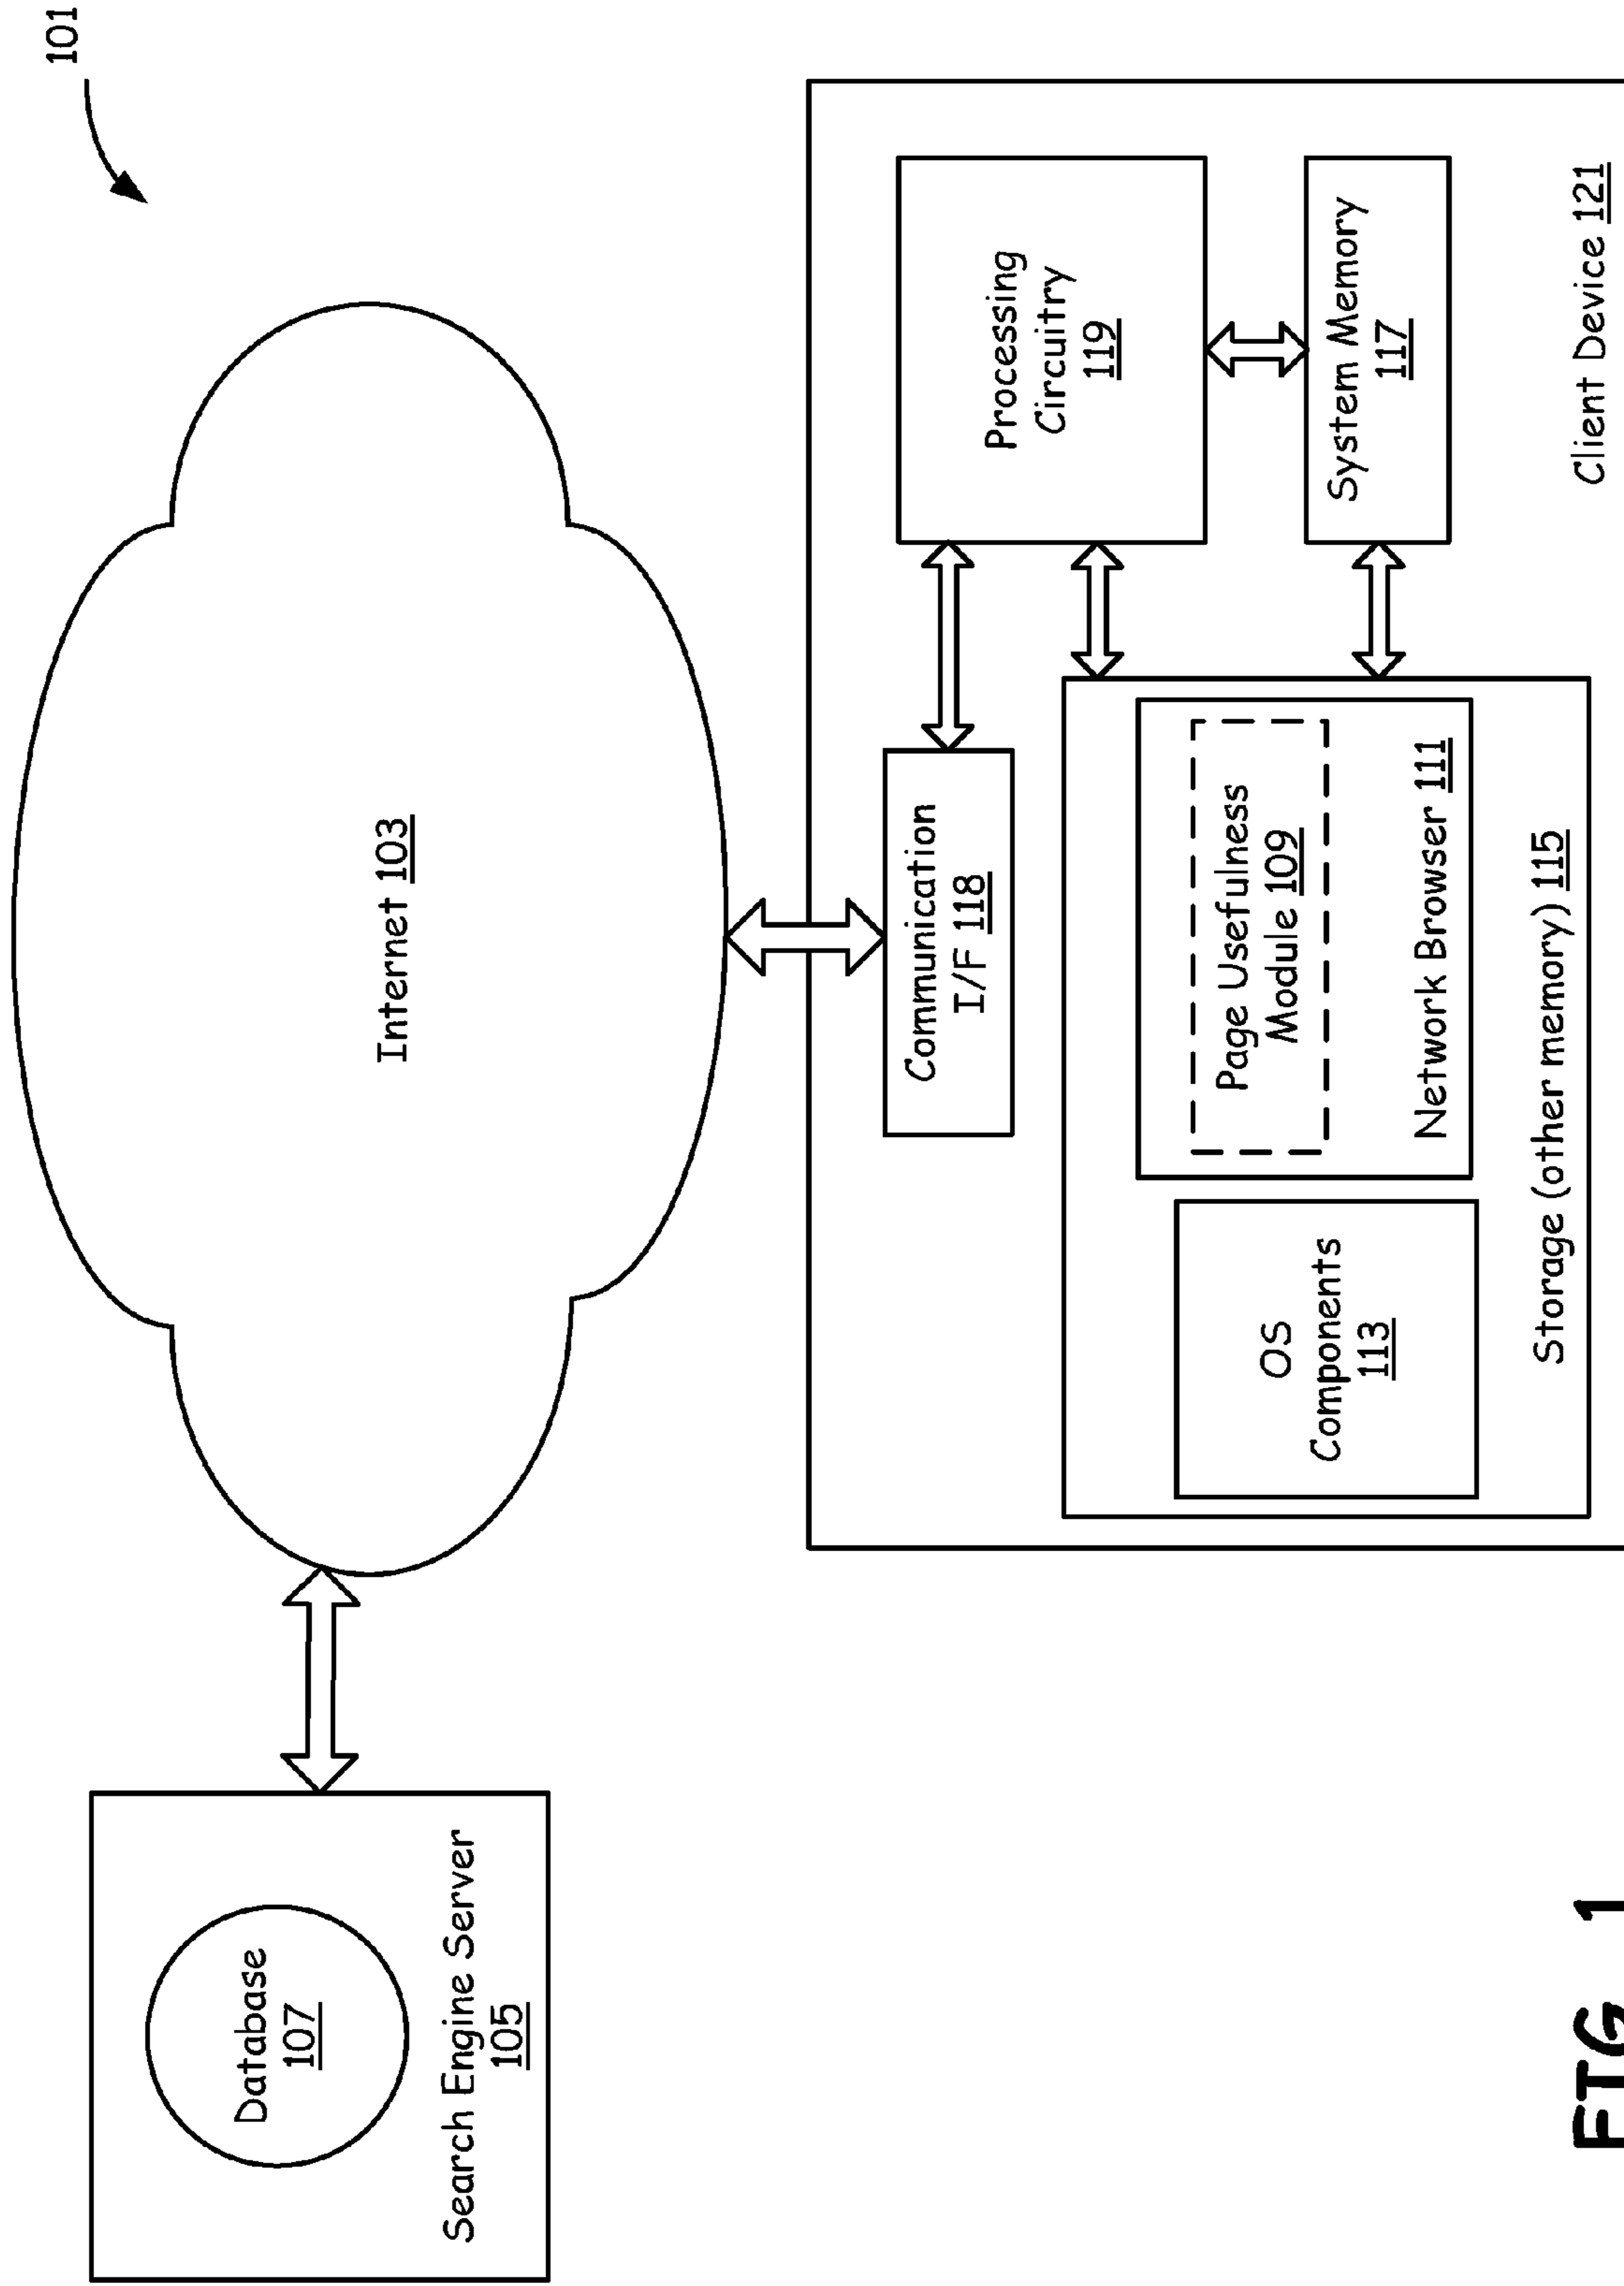 101
Internet 103
Database
107
Search Engine Server
105
Communication
I/F 118
Processing
Circuitry
119
System Memory
117
Page Usefulness
Module 109
Network Browser 111
OS
Components
113
Storage (other memory) 115
Client Device 121
FIG 1